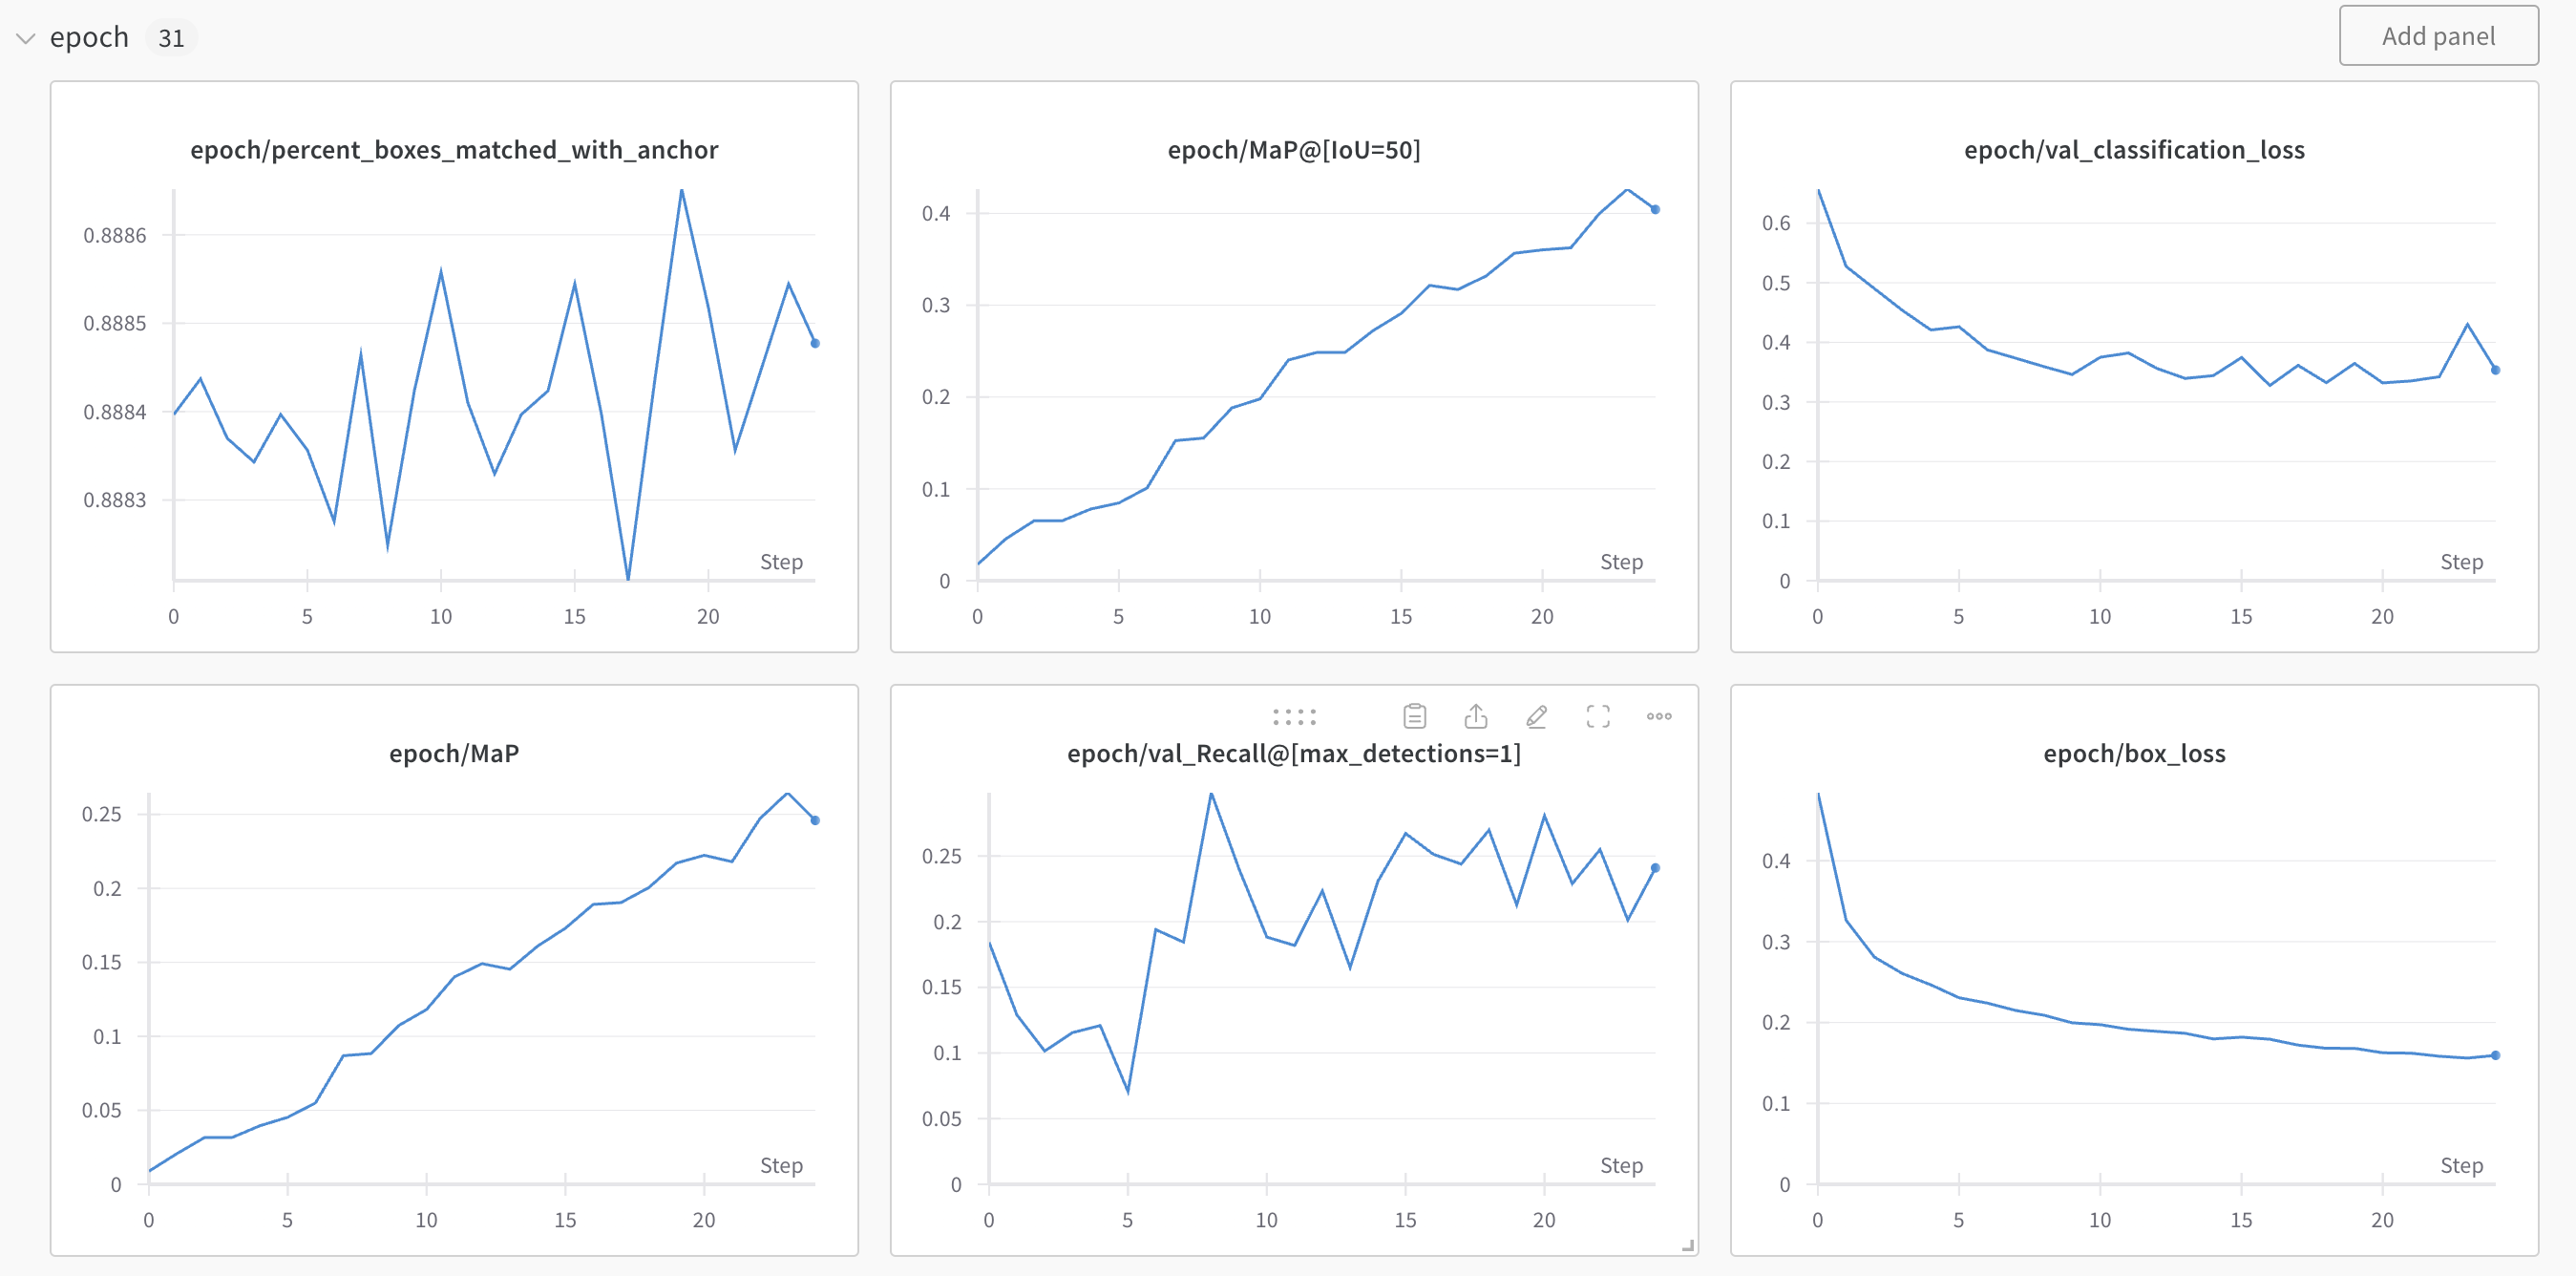 epoch 31
Add panel
epoch/percent_boxes_matched_with_anchor
0.8886
0.8885
0.8884
0.8883
Step
0 5 10 15 20
epoch/MaP@[IoU=50]
0.4
0.3
0.2
0.1
0
Step
0 5 10 15 20
epoch/val_classification_loss
0.6
0.5
0.4
0.3
0.2
0.1
0
Step
0 5 10 15 20
epoch/MaP
0.25
0.2
0.15
0.1
0.05
0
Step
0 5 10 15 20
epoch/val_Recall@[max_detections=1]
0.25
0.2
0.15
0.1
0.05
0
Step
0 5 10 15 20
epoch/box_loss
0.4
0.3
0.2
0.1
0
Step
0 5 10 15 20